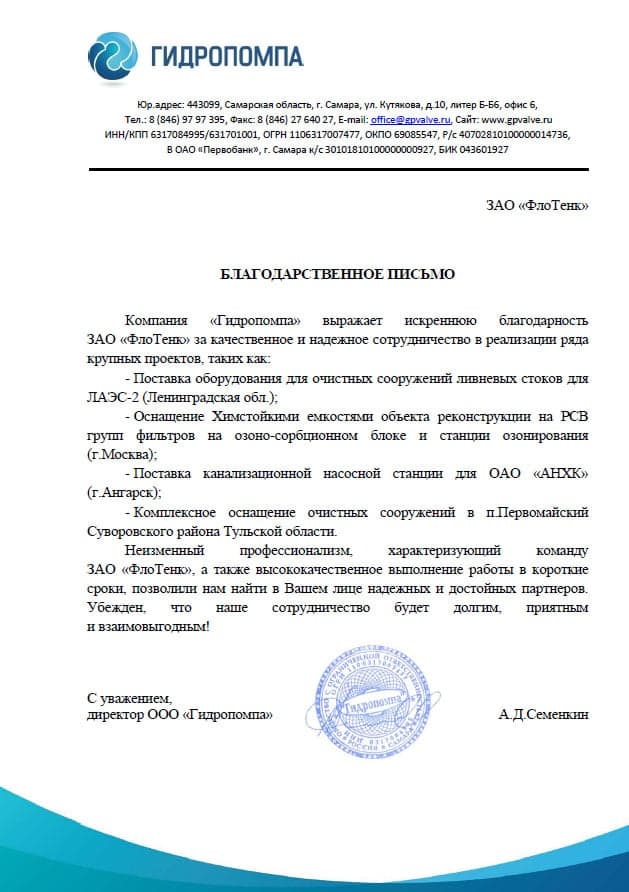 ГИДРОПОМПА
Юр.адрес: 443099, Самарская область, г. Самара, ул. Кутякова, д.10, литер Б-Б6, офис 6,
Тел.: 8 (846) 97 97 395, Факс: 8 (846) 27 640 27, E-mail: office@gpvalve.ru, Сайт: www.gpvalve.ru
ИНН/КПП 6317084995/631701001, ОГРН 1106317007477, ОКПО 69085547, Р/с 40702810100000014736,
В ОАО «Первобанк», г. Самара к/с 30101810100000000927, БИК 043601927
ЗАО «ФлоТенк»
БЛАГОДАРСТВЕННОЕ ПИСЬМО
Компания «Гидропомпа» выражает искреннюю благодарность
ЗАО «ФлоТенк» за качественное и надежное сотрудничество в реализации ряда
крупных проектов, таких как:
- Поставка оборудования для очистных сооружений ливневых стоков для
ЛАЭС-2 (Ленинградская обл.);
- Оснащение Химстойкими емкостями объекта реконструкции на РСВ
групп фильтров на озоно-сорбционном блоке и станции озонирования
(г.Москва);
- Поставка канализационной насосной станции для ОАО «АНХК»
(г.Ангарск);
- Комплексное оснащение очистных сооружений в п.Первомайский
Суворовского района Тульской области.
Неизменный профессионализм, характеризующий команду
ЗАО «ФлоТенк», а также высококачественное выполнение работы в короткие
сроки, позволили нам найти в Вашем лице надежных и достойных партнеров.
Убежден, что наше сотрудничество будет долгим, приятным
и взаимовыгодным!
С уважением,
директор ООО «Гидропомпа»
"Гидропомпа"
А.Д.Семенкин